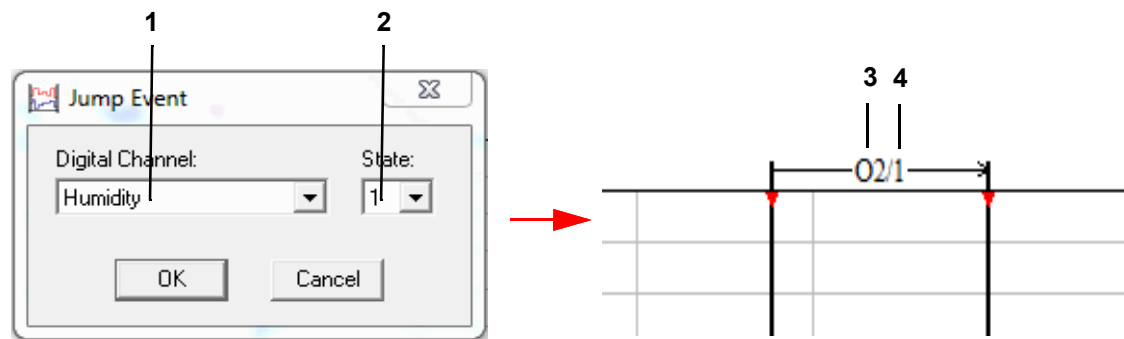 1 2
3 4
Jump Event
Digital Channel: State:
O2/1
Humidity 1
OK Cancel